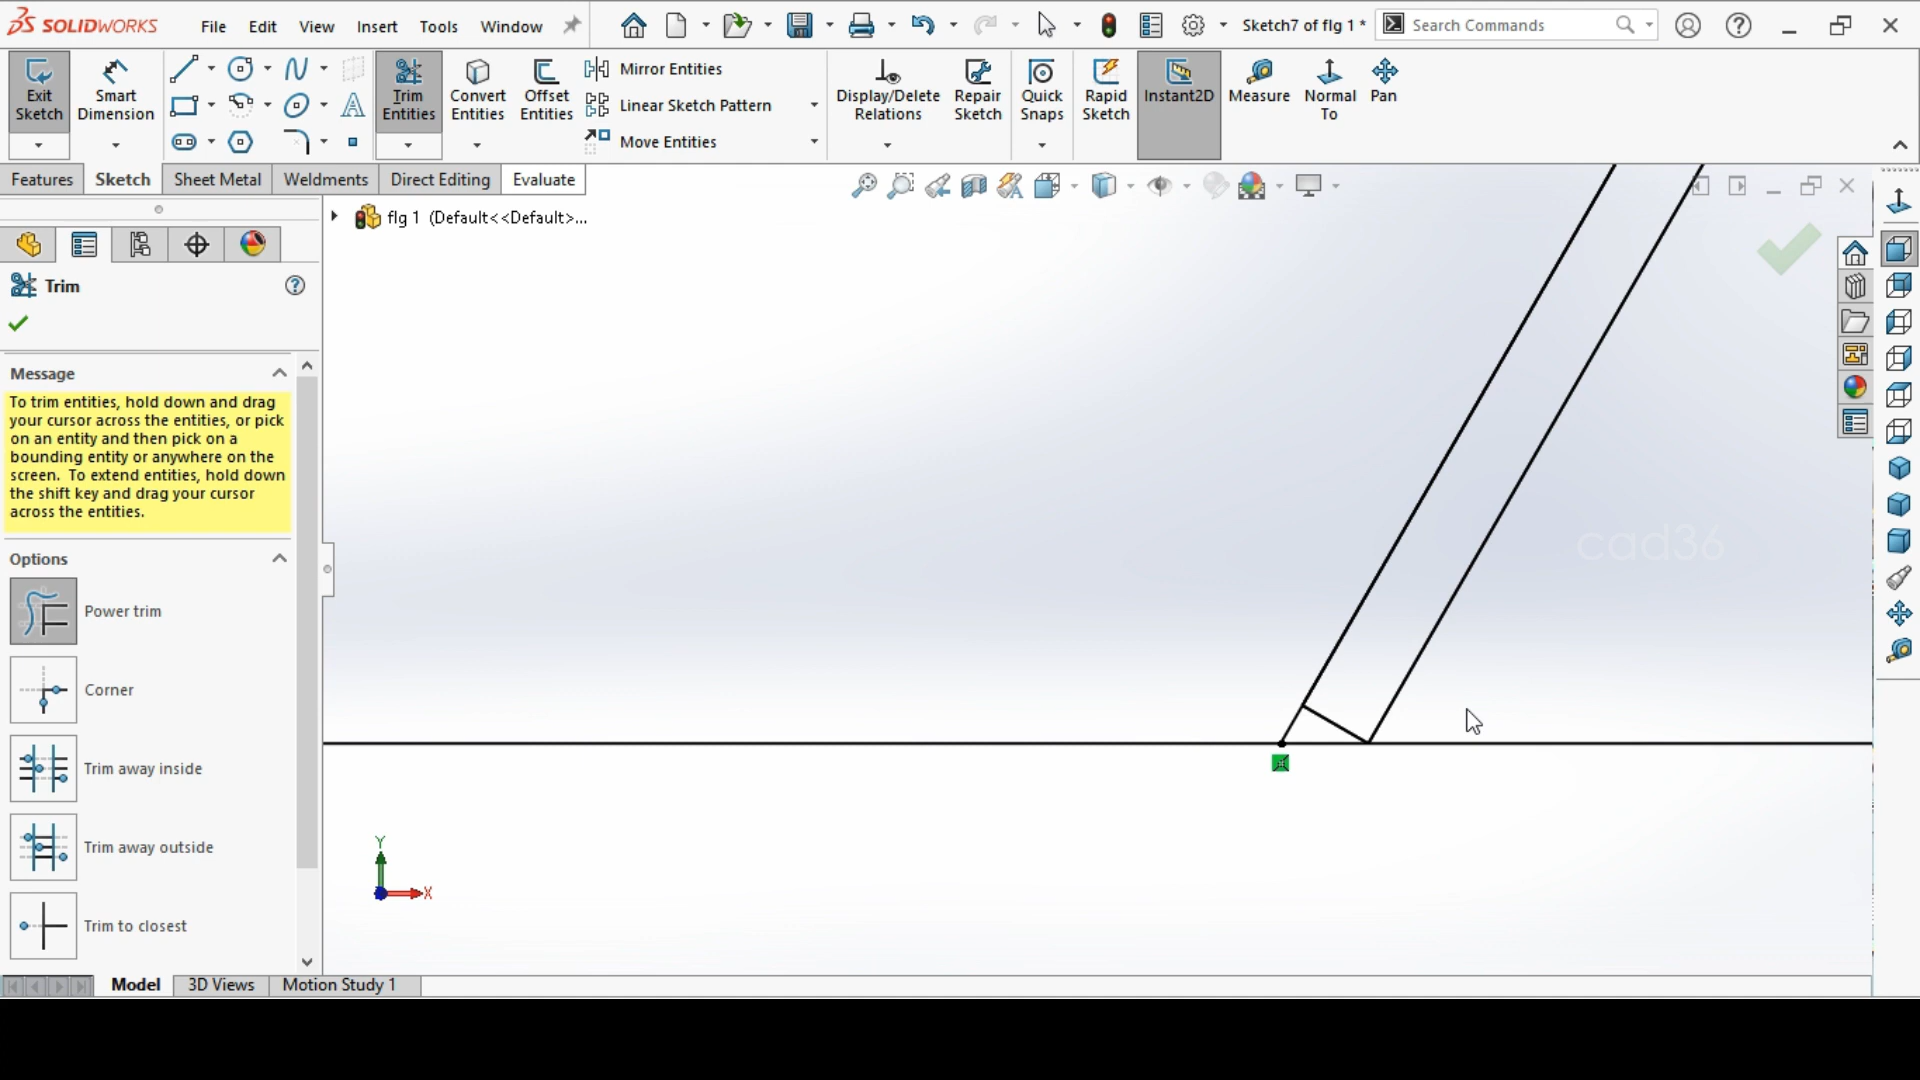 SOLIDWORKS
File Edit View Insert Tools Window
Sketch7 of flg 1 *
Search Commands
Exit Sketch
Smart Dimension
Trim Entities
Convert Entities
Offset Entities
Mirror Entities
Linear Sketch Pattern
Move Entities
Display/Delete Relations
Repair Sketch
Quick Snaps
Rapid Sketch
Instant2D
Measure
Normal To
Pan
Features Sketch Sheet Metal Weldments Direct Editing Evaluate
flg 1 (Default<<Default>...
Trim
Message
To trim entities, hold down and drag
your cursor across the entities, or pick
on an entity and then pick on a
bounding entity or anywhere on the
screen. To extend entities, hold down
the shift key and drag your cursor
across the entities.
Options
Power trim
Corner
Trim away inside
Trim away outside
Trim to closest
cad36
Y
X
Model 3D Views Motion Study 1